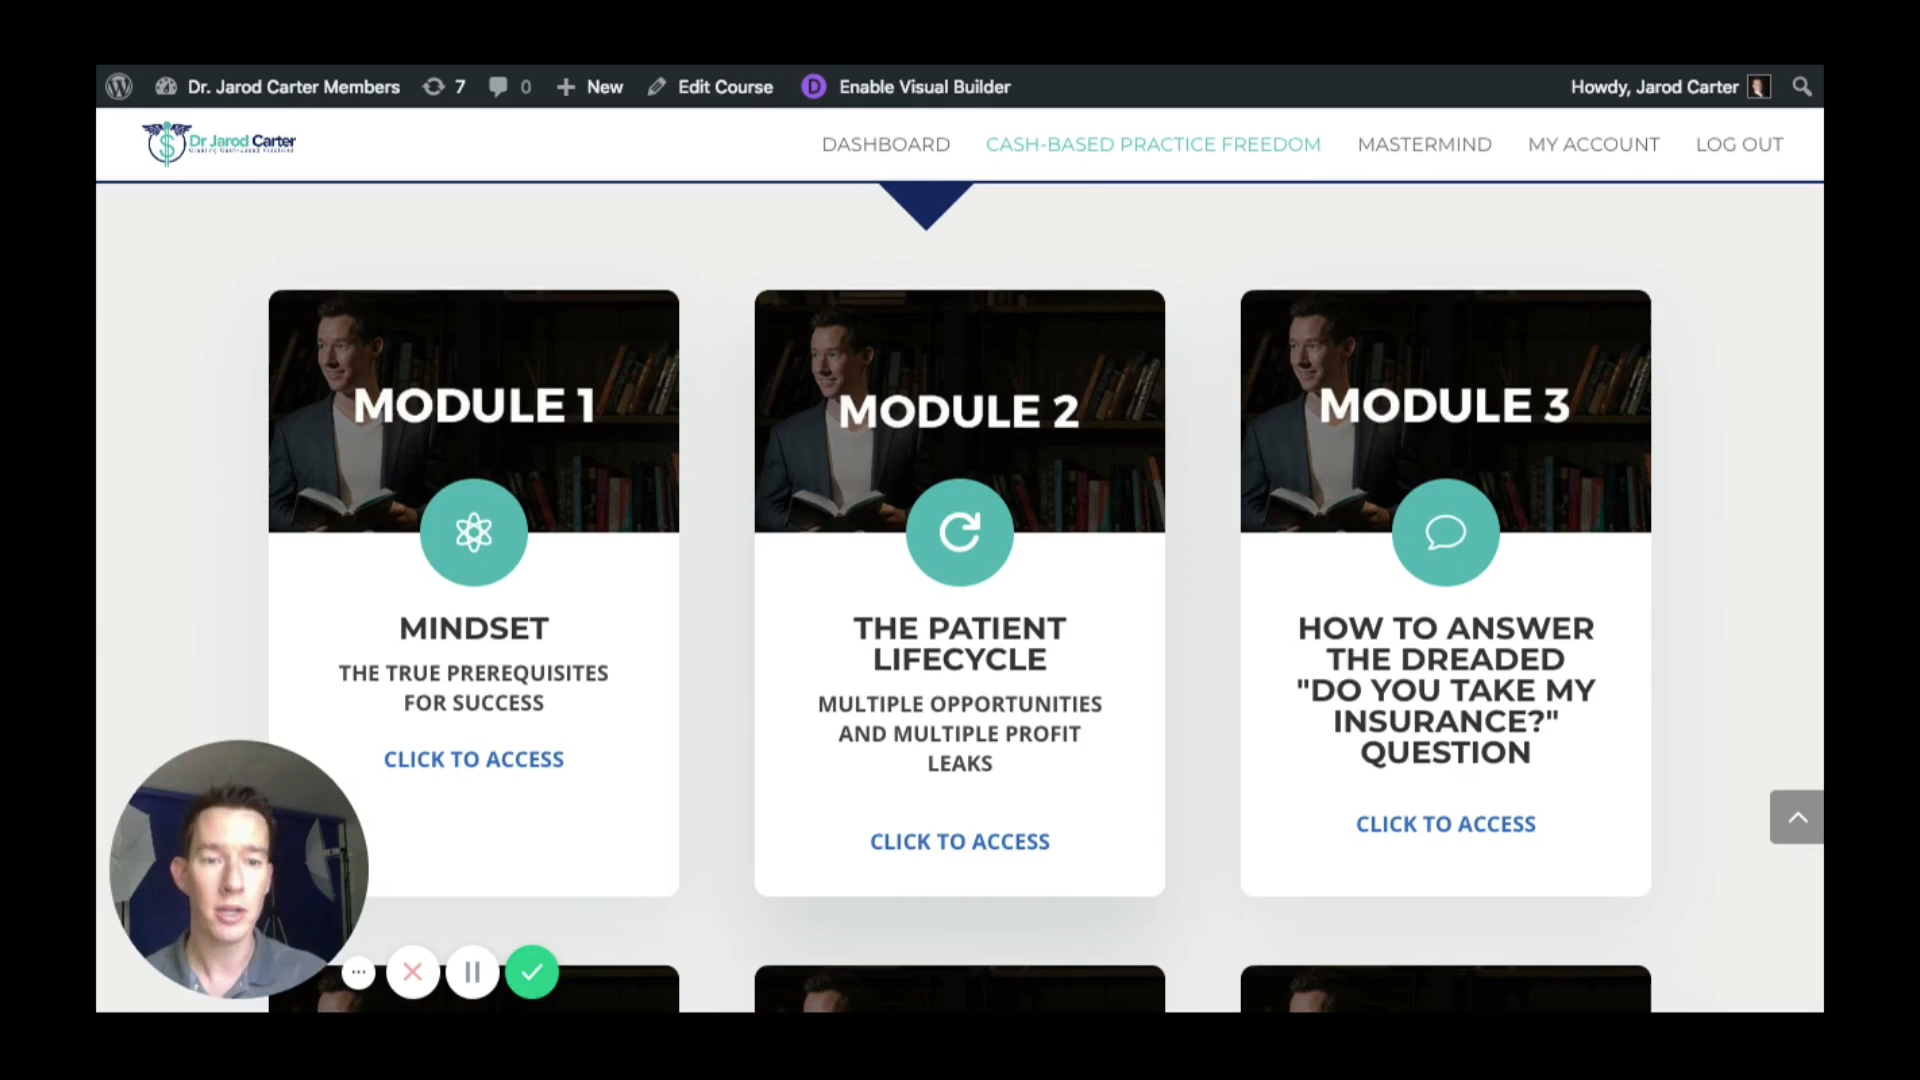 Dr. Jarod Carter Members 7 0 New Edit Course D Enable Visual Builder Howdy, Jarod Carter
Dr Jarod Carter
DASHBOARD CASH-BASED PRACTICE FREEDOM MASTERMIND MY ACCOUNT LOG OUT
MODULE 1
MINDSET
THE TRUE PREREQUISITES
FOR SUCCESS
CLICK TO ACCESS
MODULE 2
THE PATIENT
LIFECYCLE
MULTIPLE OPPORTUNITIES
AND MULTIPLE PROFIT
LEAKS
CLICK TO ACCESS
MODULE 3
HOW TO ANSWER
THE DREADED
"DO YOU TAKE MY
INSURANCE?"
QUESTION
CLICK TO ACCESS